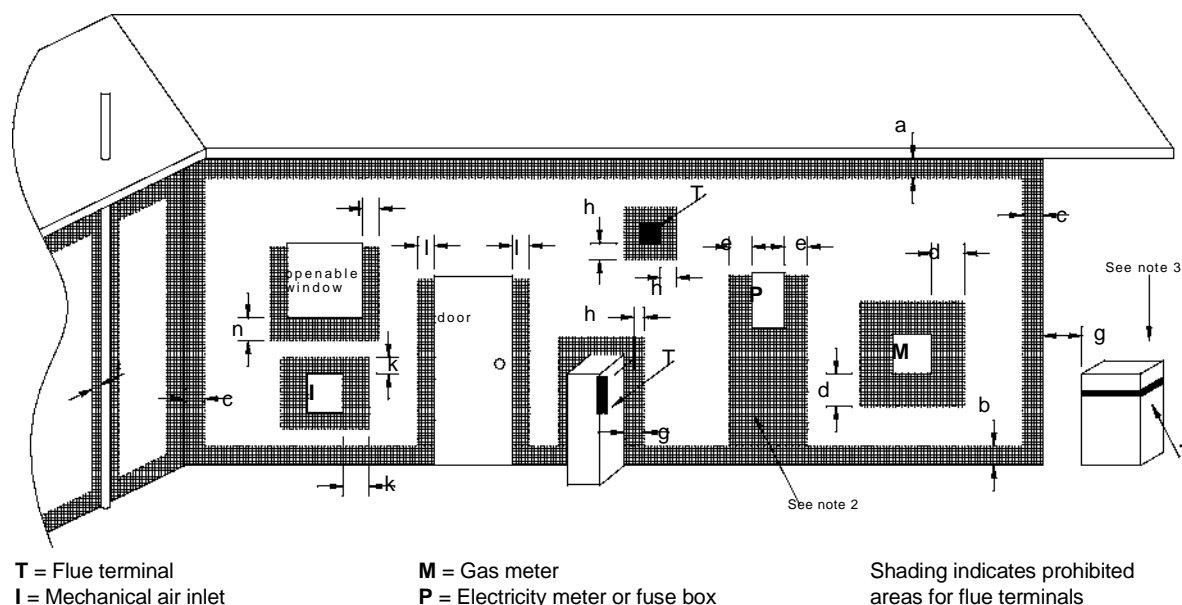 a
T
h
l
l
l
c
e
e
d
h
openable
window
P
See note 3
door
n
h
M
g
k
T
I
d
c
b
g
k
See note 2
T = Flue terminal
I = Mechanical air inlet
M = Gas meter
P = Electricity meter or fuse box
Shading indicates prohibited
areas for flue terminals